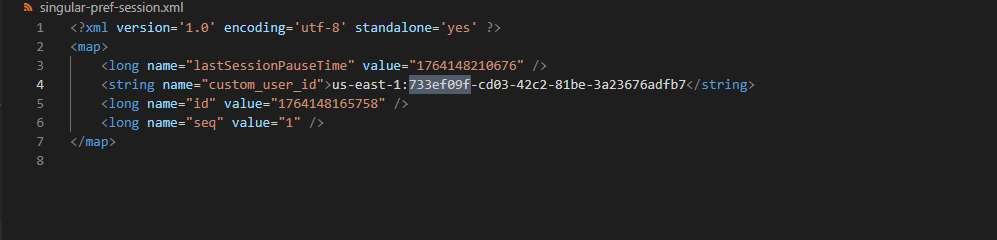 singular-pref-session.xml
1 <?xml version='1.0' encoding='utf-8' standalone='yes' ?>
2 <map>
3     <long name="lastSessionPauseTime" value="1764148210676" />
4     <string name="custom_user_id">us-east-1:733ef09f-cd03-42c2-81be-3a23676adfb7</string>
5     <long name="id" value="1764148165758" />
6     <long name="seq" value="1" />
7 </map>
8